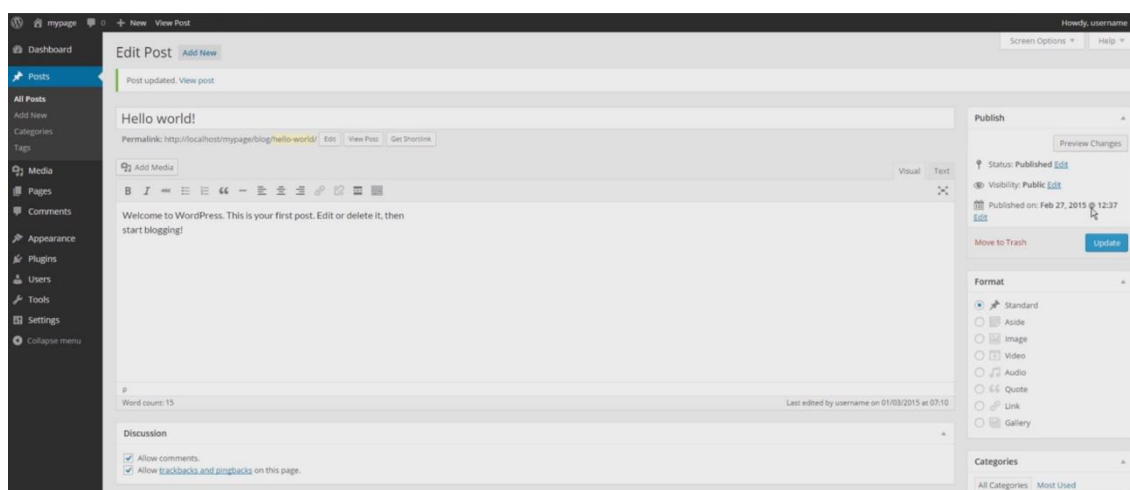 mypage 0 + New View Post
Howdy, username
Dashboard
Posts
All Posts
Add New
Categories
Tags
Media
Pages
Comments
Appearance
Plugins
Users
Tools
Settings
Collapse menu
Screen Options Help
Edit Post Add New
Post updated. View post
Hello world!
Permalink: http://localhost/mypage/blog/hello-world/ Edit View Post Get Shortlink
Add Media
Visual Text
B I ABC
Welcome to WordPress. This is your first post. Edit or delete it, then
start blogging!
p
Word count: 15
Last edited by username on 01/03/2015 at 07:10
Discussion
Allow comments.
Allow trackbacks and pingbacks on this page.
Publish
Preview Changes
Status: Published Edit
Visibility: Public Edit
Published on: Feb 27, 2015 @ 12:37
Edit
Move to Trash Update
Format
Standard
Aside
Image
Video
Audio
Quote
Link
Gallery
Categories
All Categories Most Used